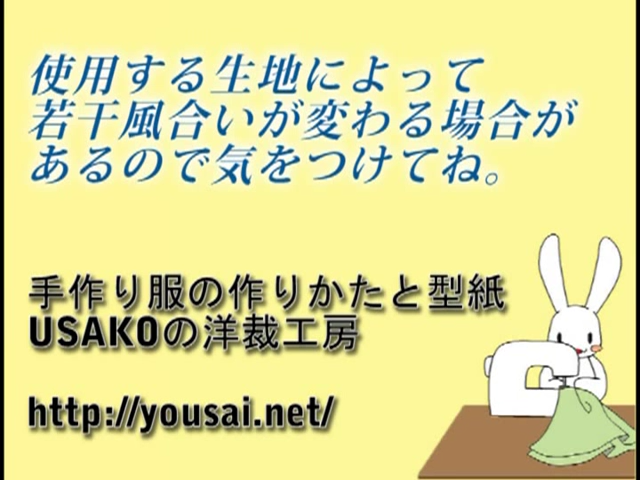 使用する生地によって
若干風合いが変わる場合が
あるので気をつけてね。
手作り服の作りかたと型紙
USAKOの洋裁工房
http://yousai.net/